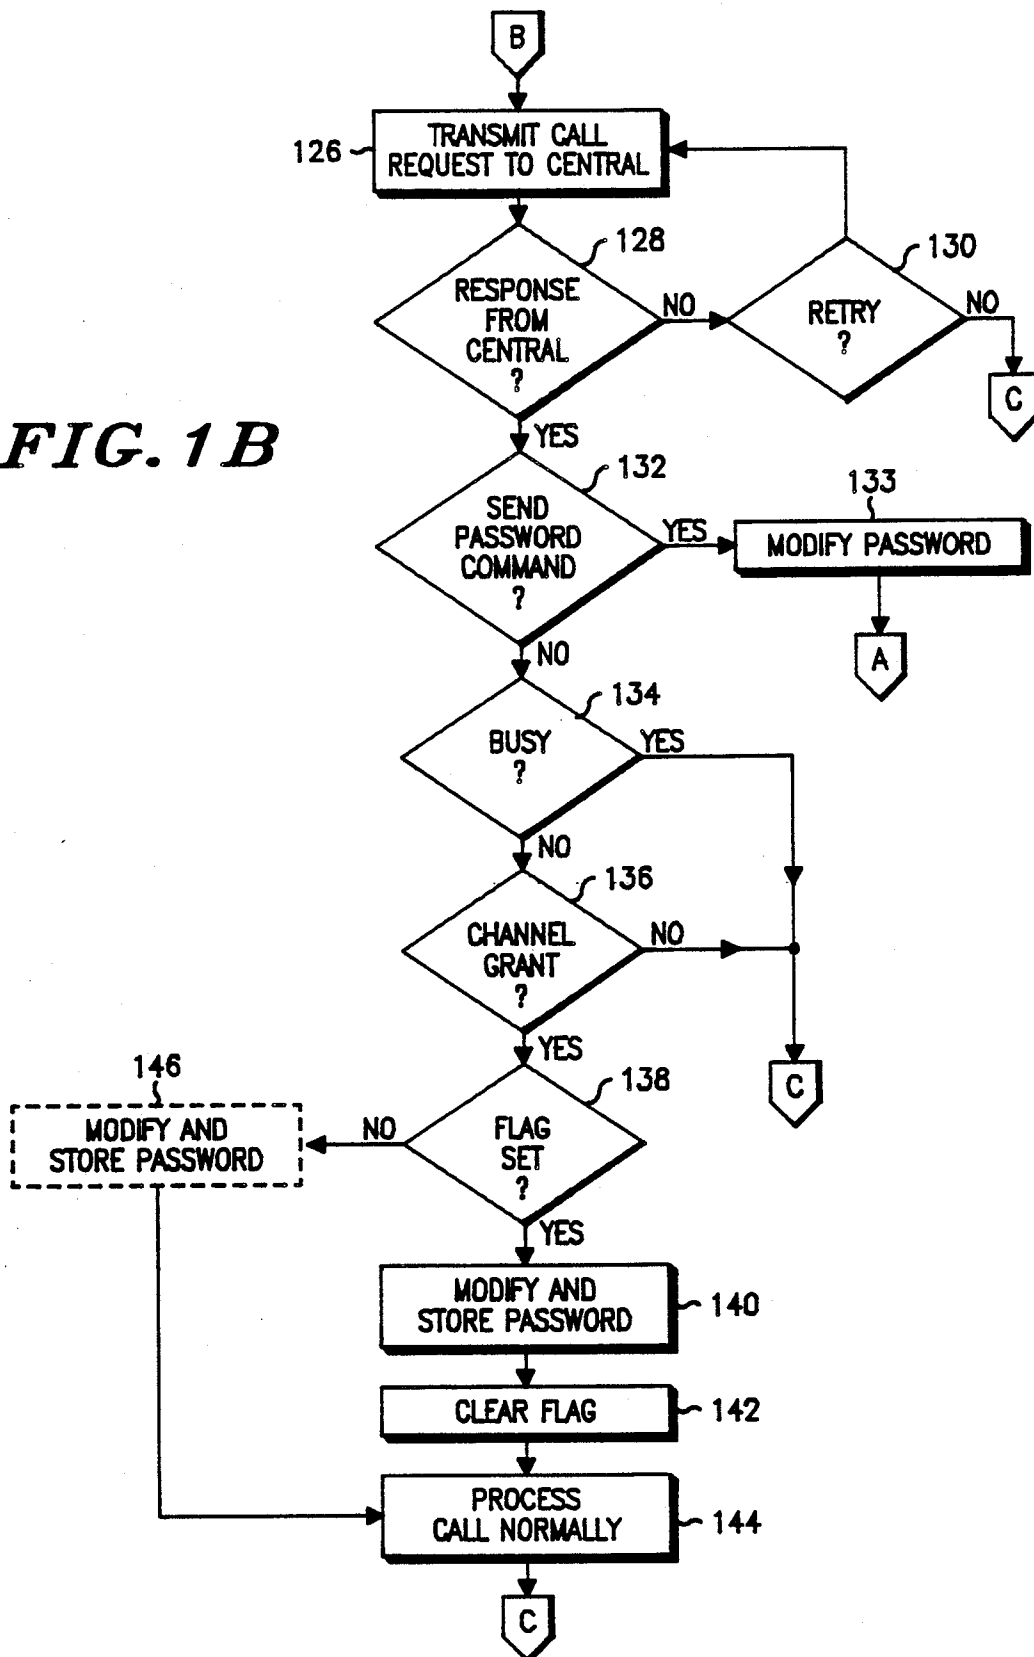 B
TRANSMIT CALL
REQUEST TO CENTRAL
126
128
RESPONSE
FROM
CENTRAL
?
NO
130
RETRY
?
NO
C
YES
FIG. 1B
132
SEND
PASSWORD
COMMAND
?
YES
133
MODIFY PASSWORD
A
NO
134
BUSY
?
YES
NO
136
CHANNEL
GRANT
?
NO
C
YES
138
FLAG
SET
?
NO
146
MODIFY AND
STORE PASSWORD
YES
MODIFY AND
STORE PASSWORD
140
CLEAR FLAG
142
PROCESS
CALL NORMALLY
144
C